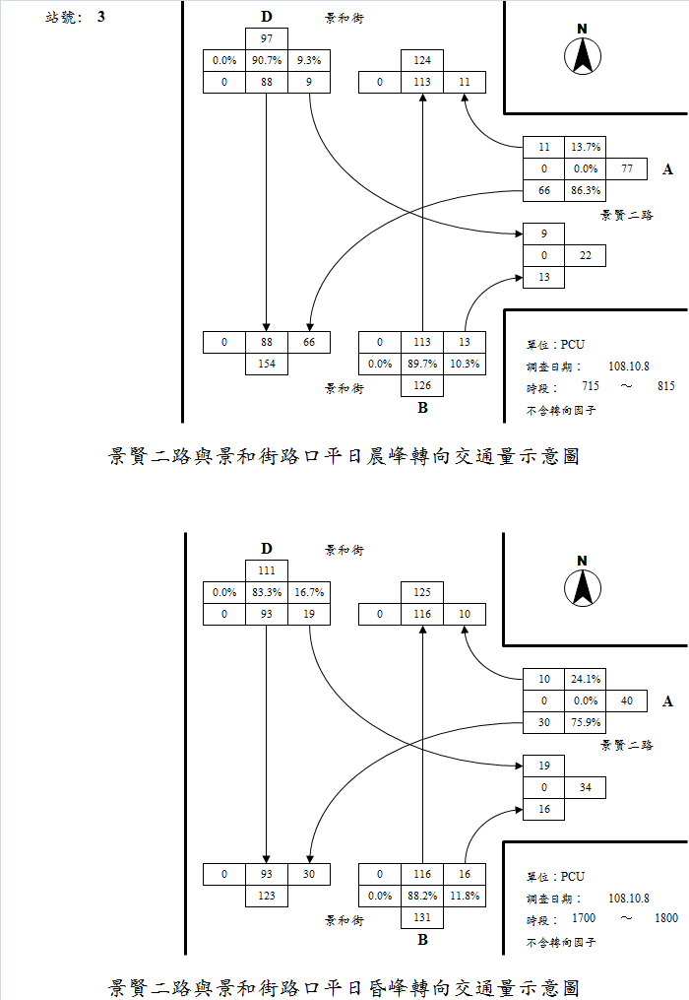 站號: 3
D 景和街
97
0.0% 90.7% 9.3%
0 88 9
124
0 113 11
N
11 13.7%
0 0.0% 77 A
66 86.3%
景賢二路
9
0 22
13
0 88 66
154
0 113 13
0.0% 89.7% 10.3%
126
景和街
B
單位:PCU
調查日期: 108.10.8
時段: 715 ～ 815
不含轉向因子
景賢二路與景和街路口平日晨峰轉向交通量示意圖
D 景和街
111
0.0% 83.3% 16.7%
0 93 19
125
0 116 10
N
10 24.1%
0 0.0% 40 A
30 75.9%
景賢二路
19
0 34
16
0 93 30
123
0 116 16
0.0% 88.2% 11.8%
131
景和街
B
單位:PCU
調查日期: 108.10.8
時段: 1700 ～ 1800
不含轉向因子
景賢二路與景和街路口平日昏峰轉向交通量示意圖